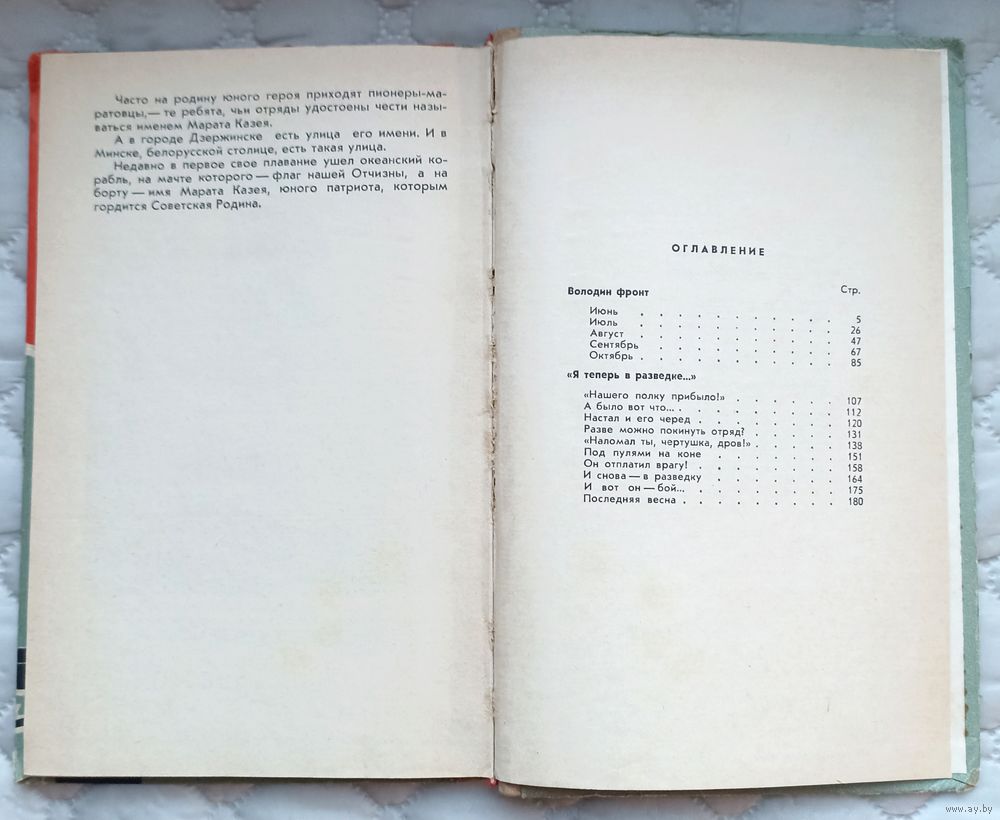 Часто на родину юного героя приходят пионеры-ма-
ратовцы,— те ребята, чьи отряды удостоены чести назы-
ваться именем Марата Казея.
А в городе Дзержинске есть улица его имени. И в
Минске, белорусской столице, есть такая улица.
Недавно в первое свое плавание ушел океанский ко-
рабль, на мачте которого — флаг нашей Отчизны, а на
борту — имя Марата Казея, юного патриота, которым
гордится Советская Родина.
ОГЛАВЛЕНИЕ
Володин фронт Стр.
Июнь . . . . . . . . . . . 5
Июль . . . . . . . . . . . 26
Август . . . . . . . . . . . 47
Сентябрь . . . . . . . . . . 67
Октябрь . . . . . . . . . . . 85
«Я теперь в разведке...»
«Нашего полку прибыло!» . . . . . . 107
А было вот что... . . . . . . . . . 112
Настал и его черед . . . . . . . . 120
Разве можно покинуть отряд? . . . . . 131
«Наломал ты, чертушка, дров!» . . . . . 138
Под пулями на коне . . . . . . . 151
Он отплатил врагу! . . . . . . . . 158
И снова — в разведку . . . . . . . 164
И вот он — бой... . . . . . . . . 175
Последняя весна . . . . . . . . . 180
www.ay.by